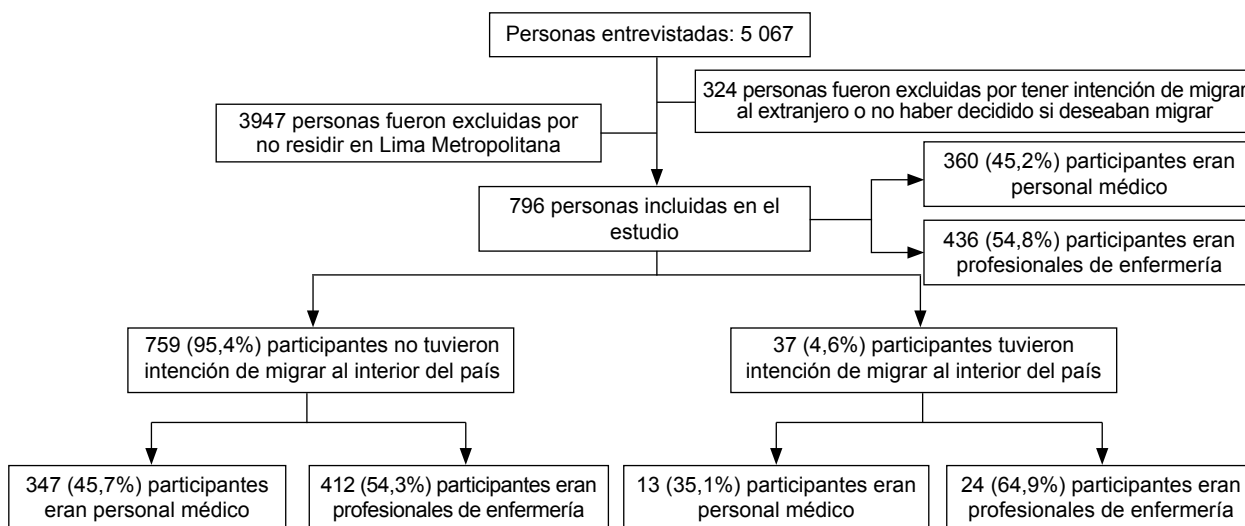 Personas entrevistadas: 5 067
324 personas fueron excluidas por tener intención de migrar
al extranjero o no haber decidido si deseaban migrar
3947 personas fueron excluidas por
no residir en Lima Metropolitana
360 (45,2%) participantes eran
personal médico
796 personas incluidas en el
estudio
436 (54,8%) participantes eran
profesionales de enfermería
759 (95,4%) participantes no tuvieron
intención de migrar al interior del país
37 (4,6%) participantes tuvieron
intención de migrar al interior del país
347 (45,7%) participantes
eran personal médico
412 (54,3%) participantes eran
profesionales de enfermería
13 (35,1%) participantes eran
personal médico
24 (64,9%) participantes eran
profesionales de enfermería